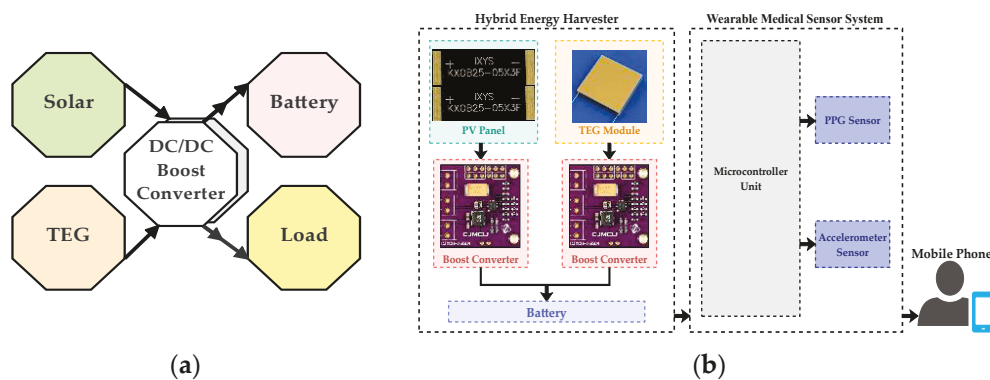 Solar
Battery
DC/DC
Boost
Converter
TEG
Load
(a)
Hybrid Energy Harvester
IXYS
KXOB25-05X3F
IXYS
KXOB25-05X3F
PV Panel
TEG Module
CJMCU
Boost Converter
CJMCU
Boost Converter
Battery
Wearable Medical Sensor System
Microcontroller
Unit
PPG Sensor
Accelerometer
Sensor
Mobile Phone
(b)